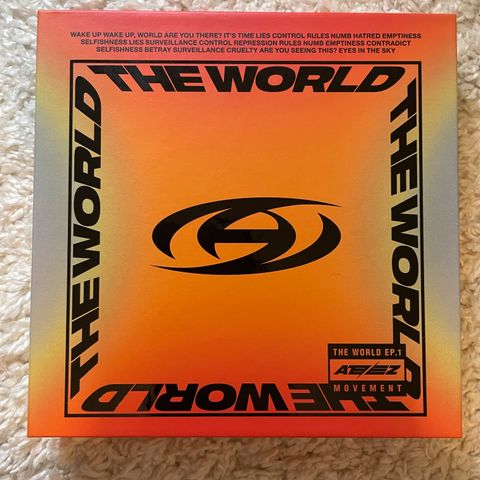 WAKE UP WAKE UP, WORLD ARE YOU THERE? IT'S TIME LIES CONTROL RULES NUMB HATRED EMPTINESS
SELFISHNESS LIES SURVEILLANCE CONTROL REPRESSION RULES NUMB EMPTINESS CONTRADICT
SELFISHNESS BETRAY SURVEILLANCE CRUELTY ARE YOU SEEING THIS? EYES IN THE SKY
THE WORLD
THE WORLD
THE WORLD
THE WORLD
THE WORLD EP.1
ATEEZ
MOVEMENT